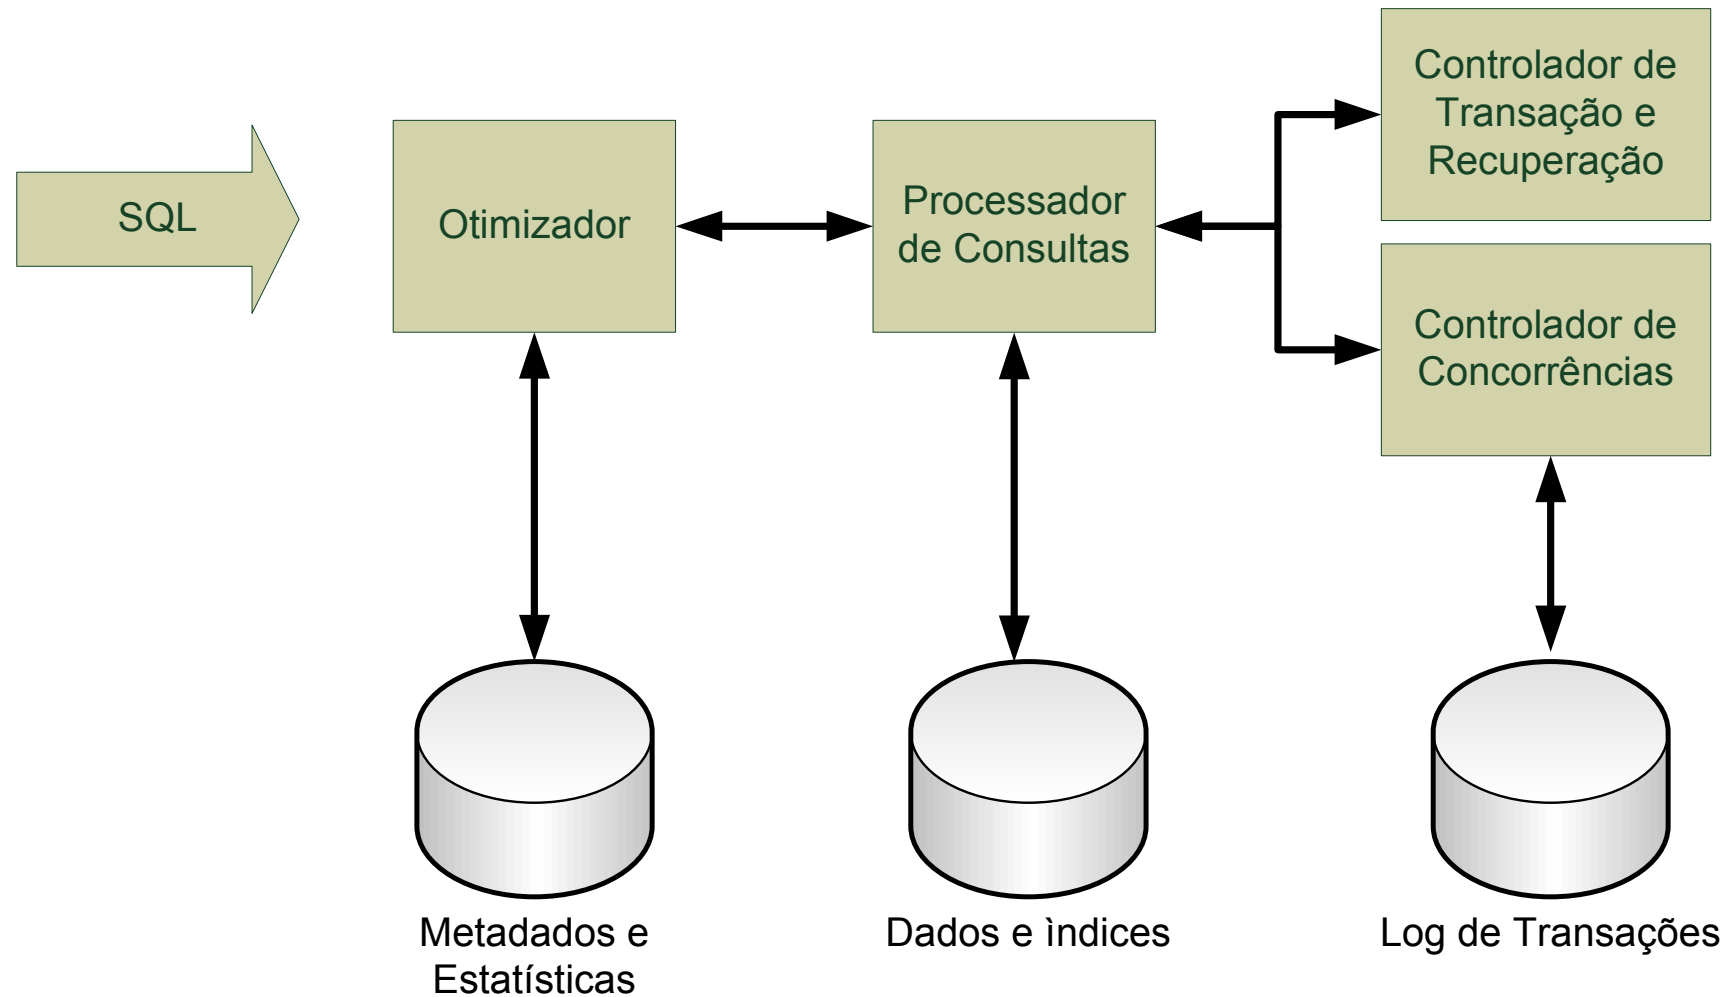 SQL
Otimizador
Processador
de Consultas
Controlador de
Transação e
Recuperação
Controlador de
Concorrências
Metadados e
Estatísticas
Dados e ìndices
Log de Transações